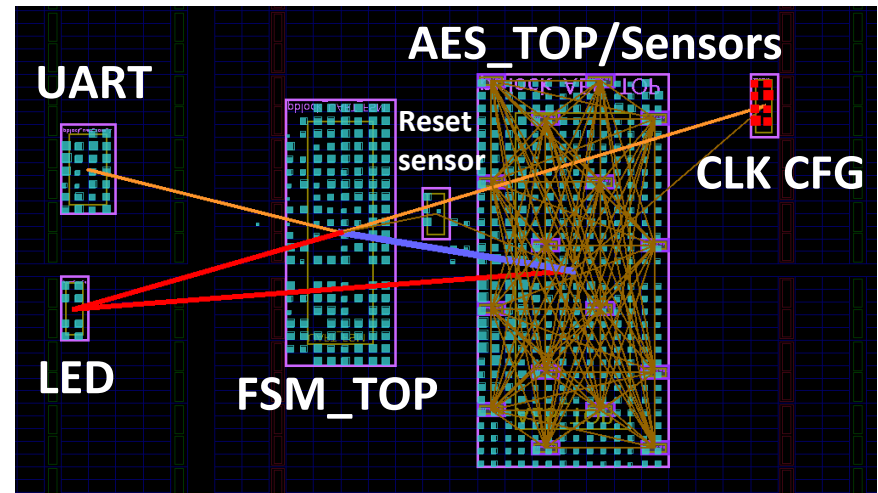 AES_TOP/Sensors
UART
Reset
sensor
CLK CFG
LED
FSM_TOP